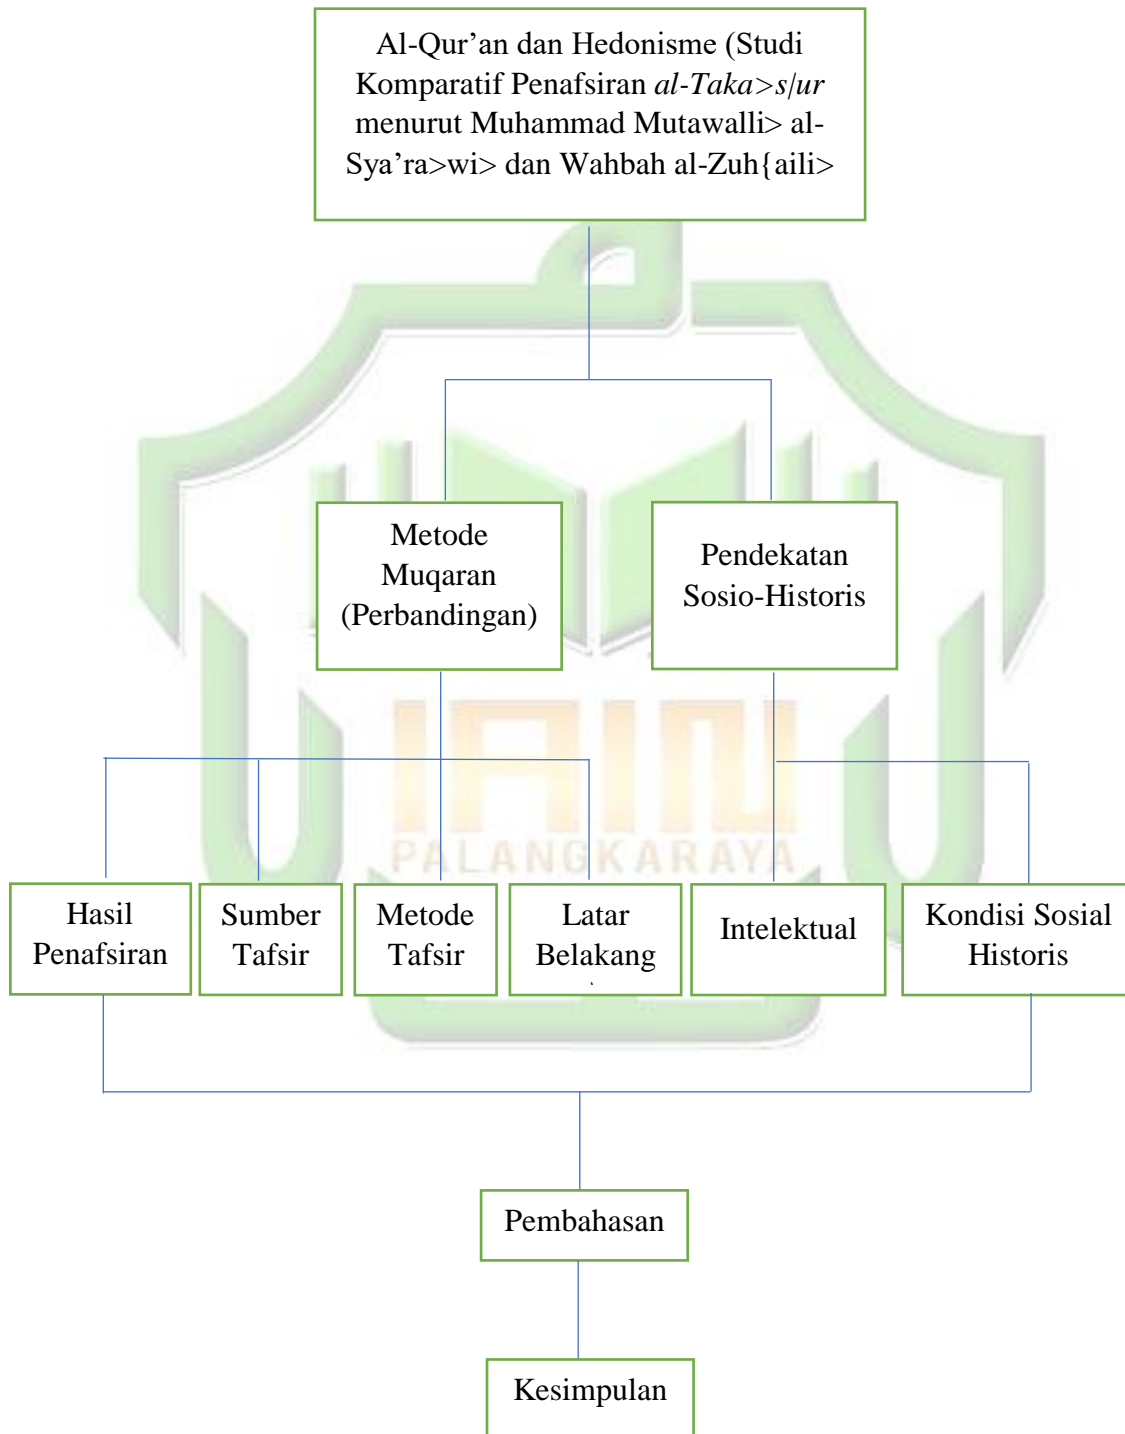 Al-Qur’an dan Hedonisme (Studi
Komparatif Penafsiran al-Taka>s|ur
menurut Muhammad Mutawalli> al-
Sya’ra>wi> dan Wahbah al-Zuh{aili>
Metode
Muqaran
(Perbandingan)
Pendekatan
Sosio-Historis
IAIN
PALANGKARAYA
Hasil
Penafsiran
Sumber
Tafsir
Metode
Tafsir
Latar
Belakang
Intelektual
Kondisi Sosial
Historis
Pembahasan
Kesimpulan